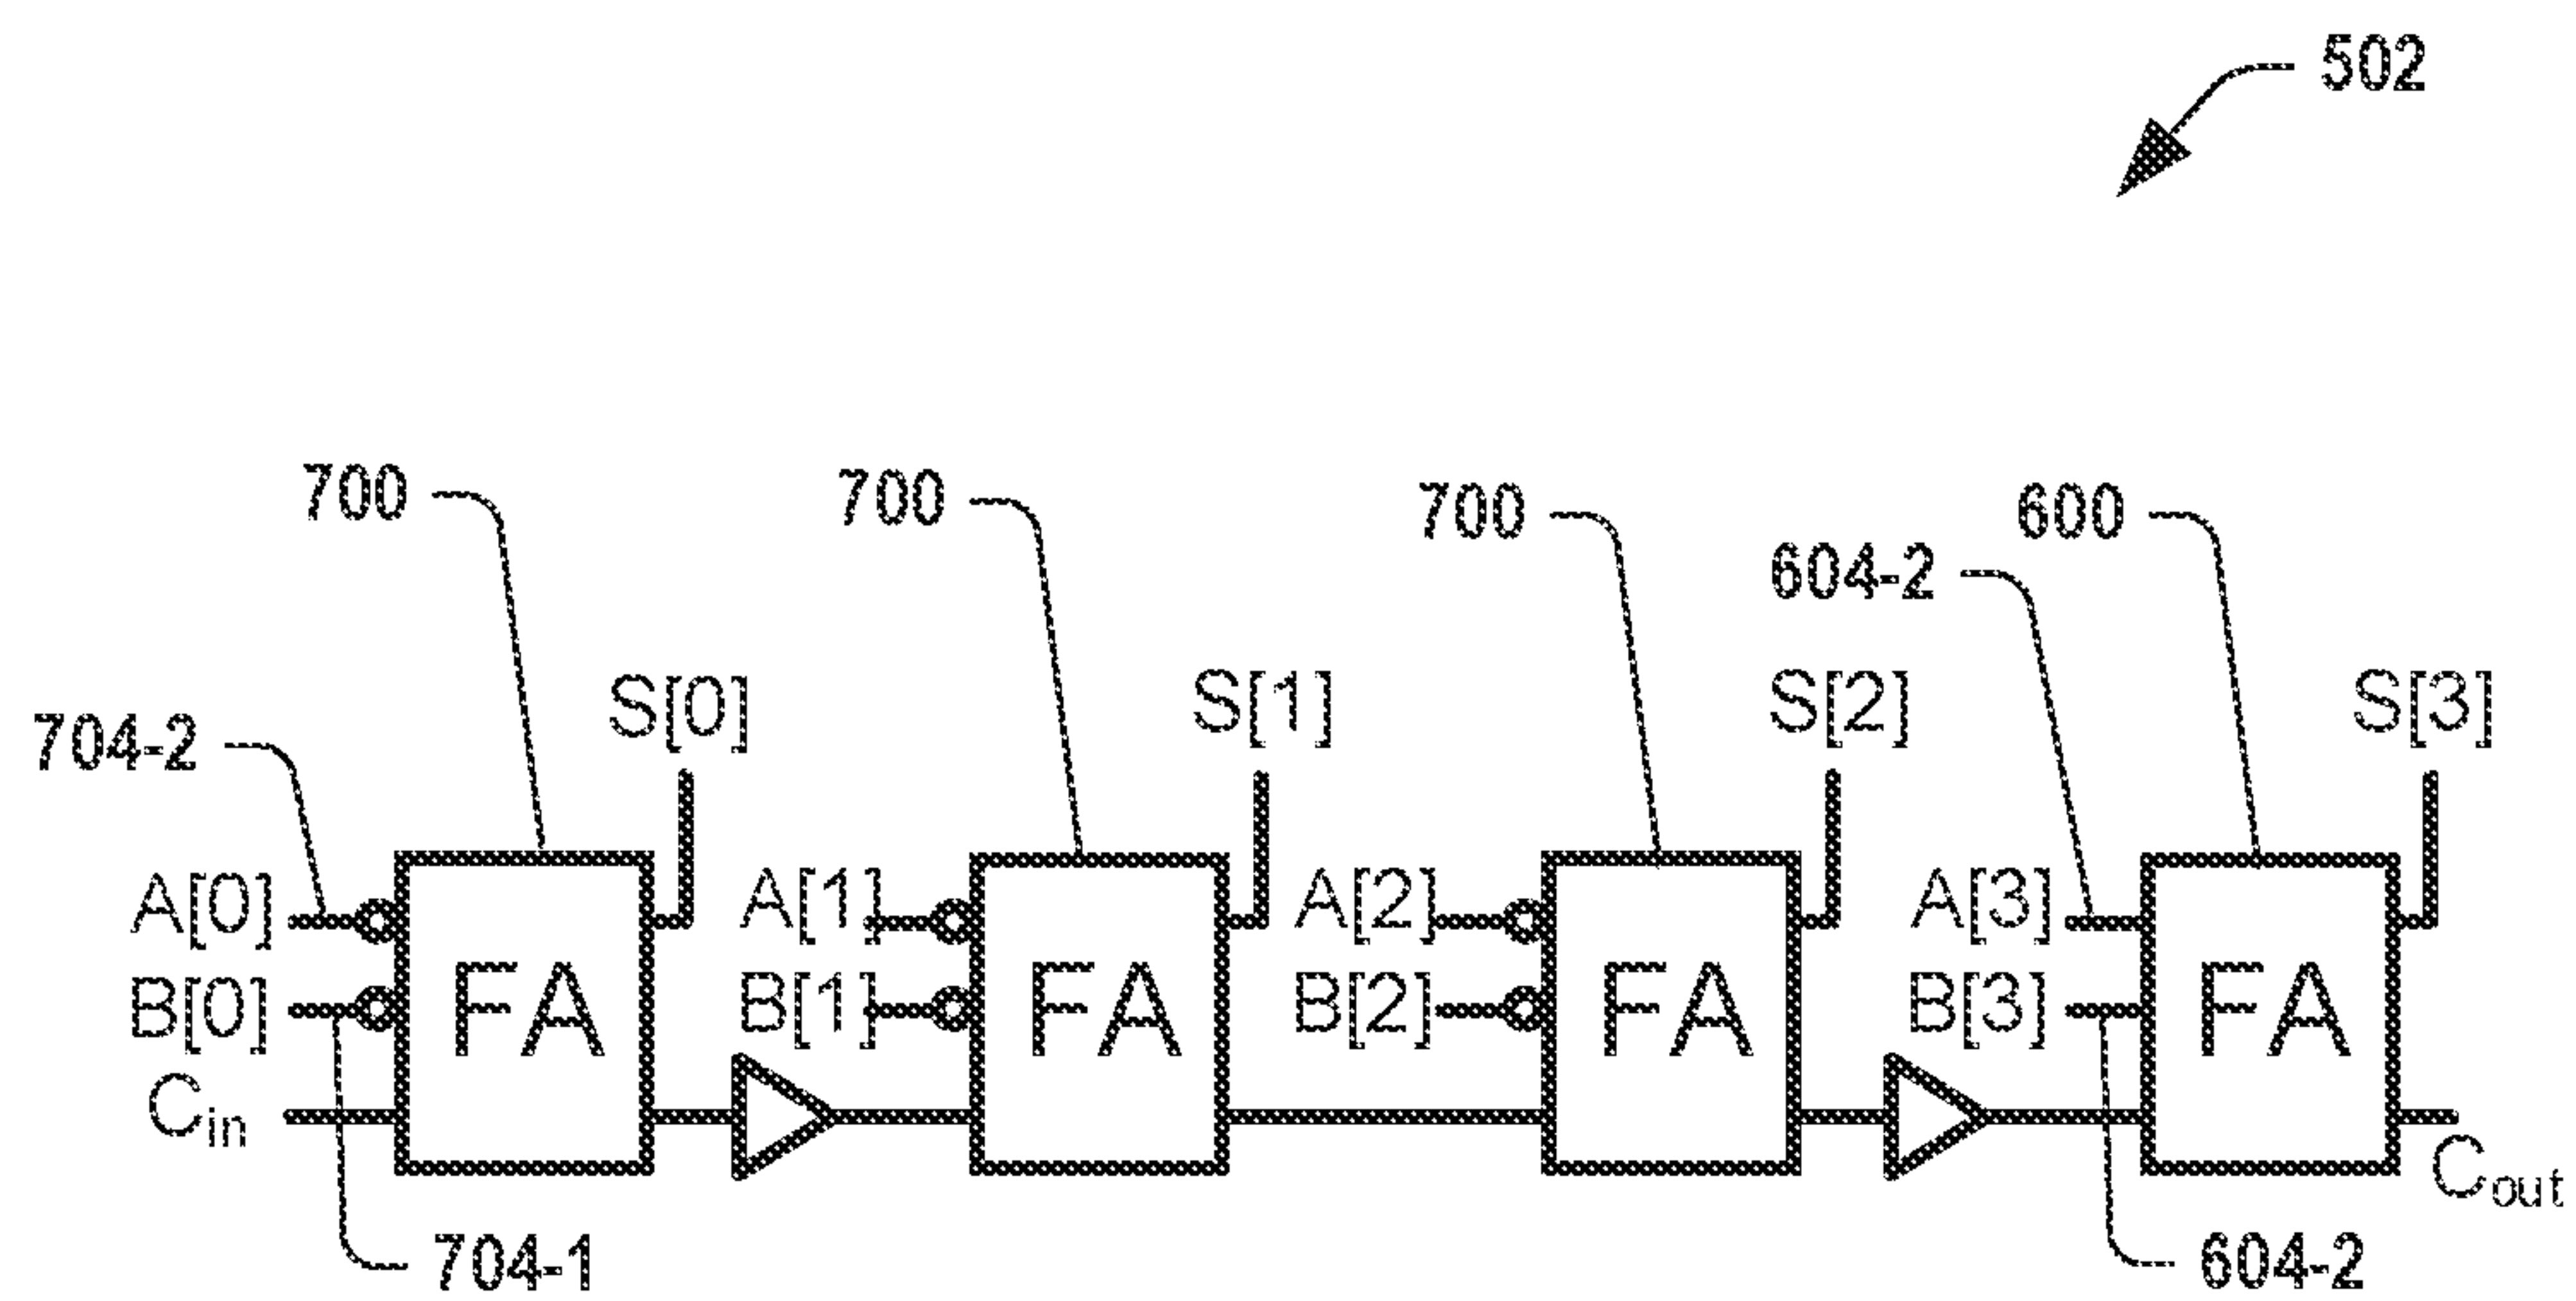 502
700 700 700 600
604-2
S[0] S[1] S[2] S[3]
704-2
A[0] A[1] A[2] A[3]
B[0] B[1] B[2] B[3]
FA FA FA FA
Cin
Cout
704-1 604-2